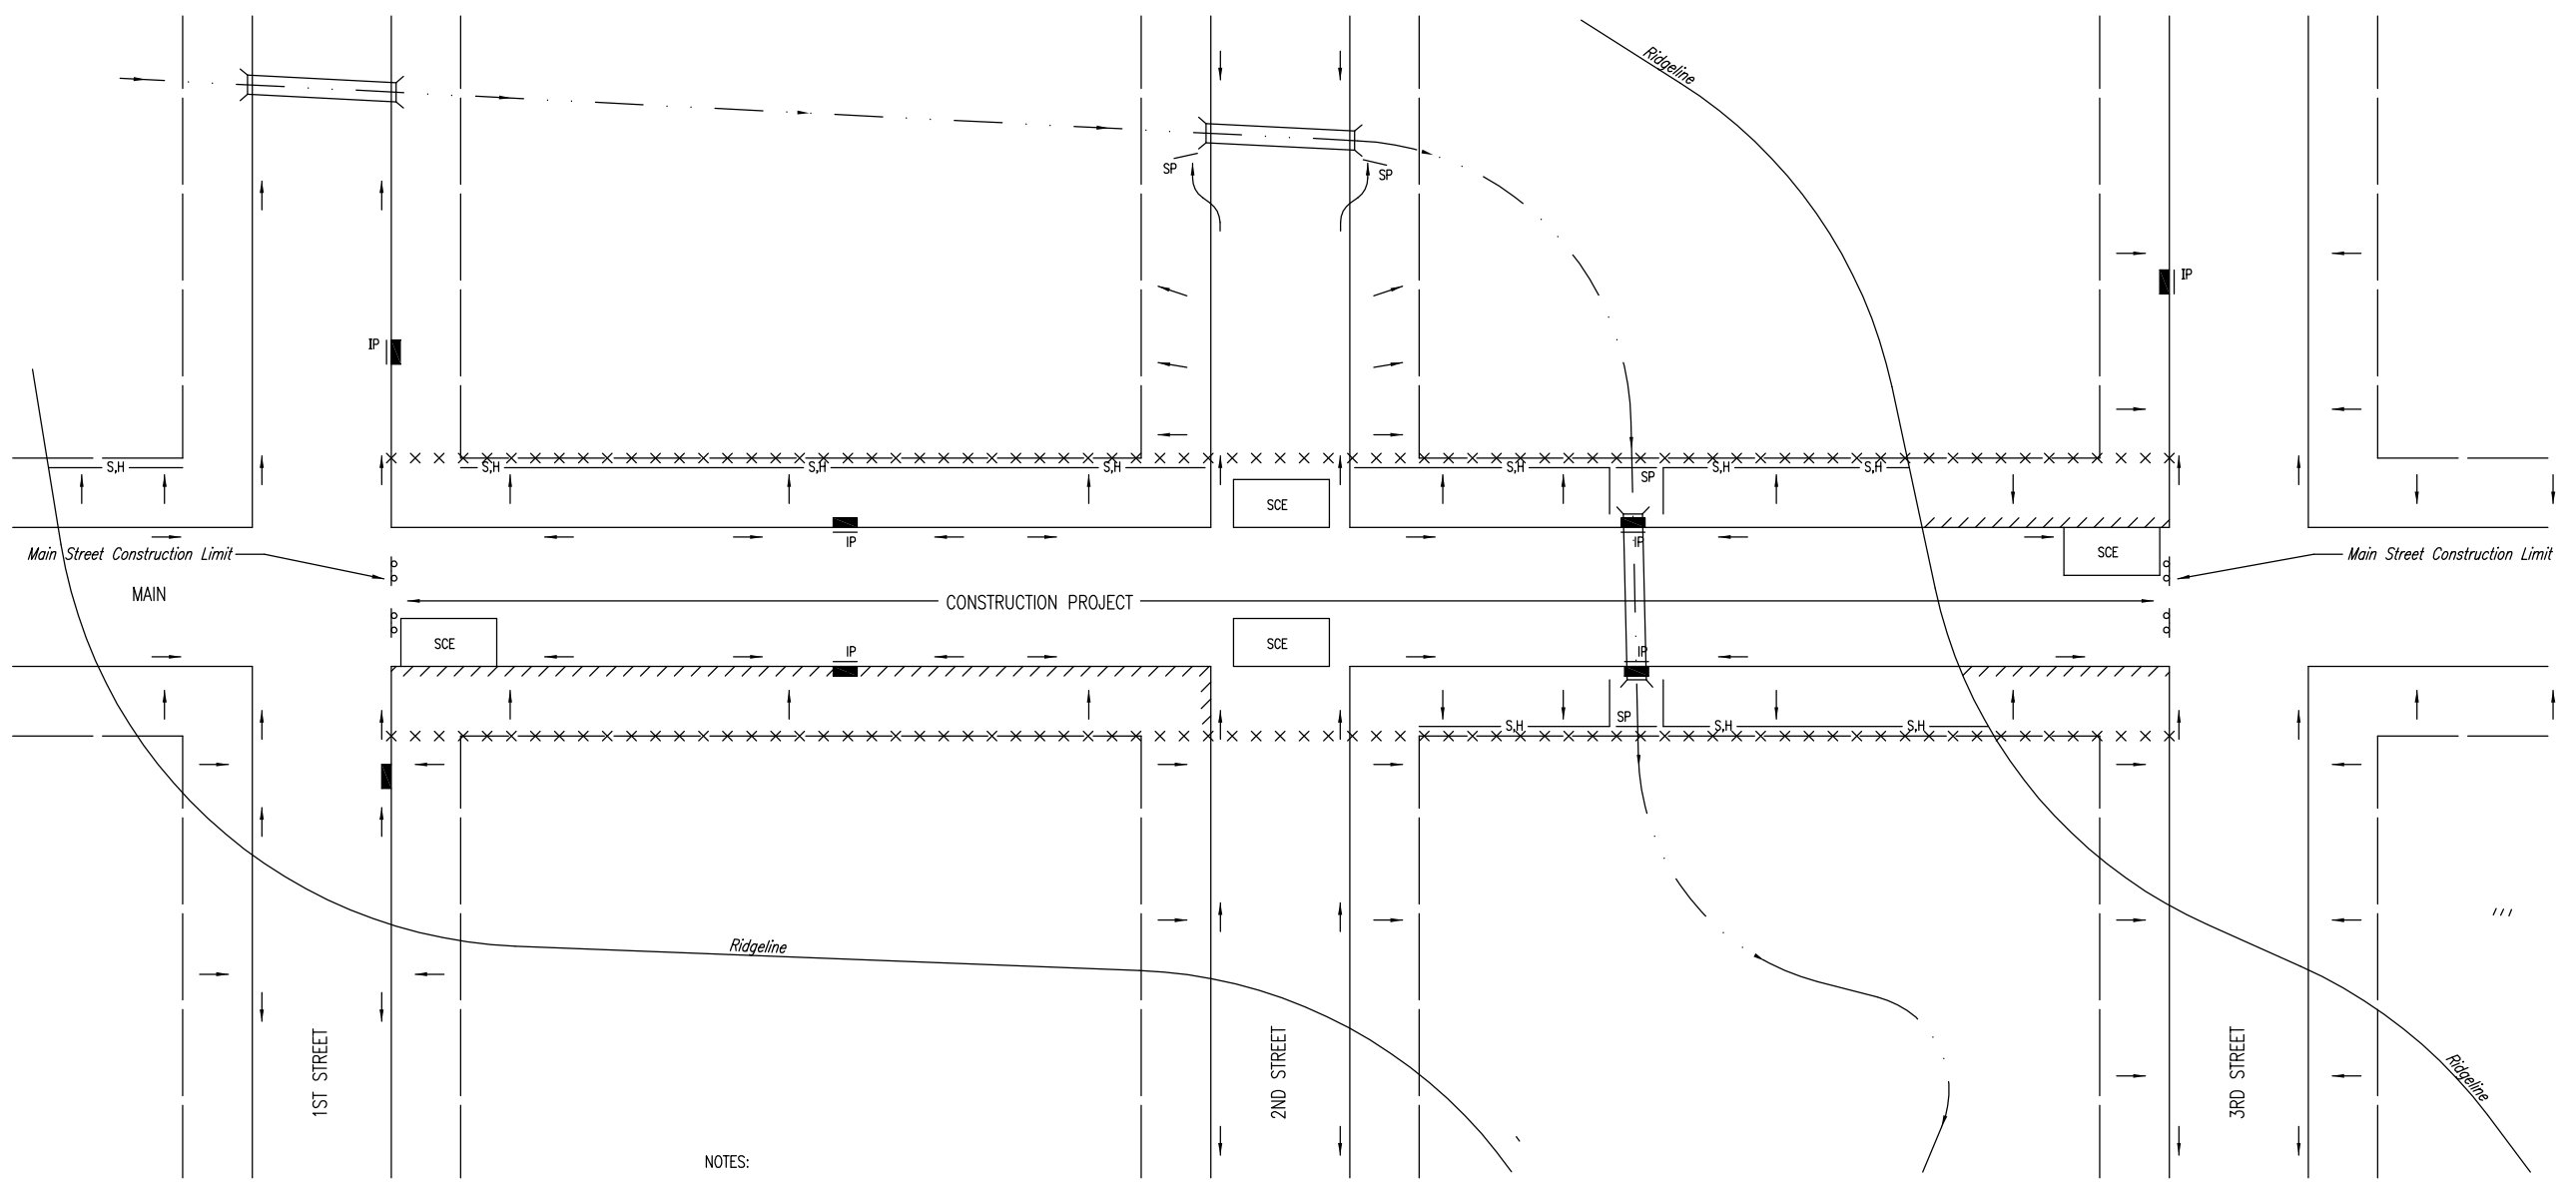 Ridgeline
SP
SP
IP
IP
S,H
S,H
S,H
S,H
S,H
S,H
S,H
SP
SCE
IP
IP
SCE
Main Street Construction Limit
Main Street Construction Limit
MAIN
CONSTRUCTION PROJECT
SCE
SCE
IP
IP
SP
S,H
S,H
S,H
Ridgeline
1ST STREET
2ND STREET
3RD STREET
Ridgeline
NOTES: